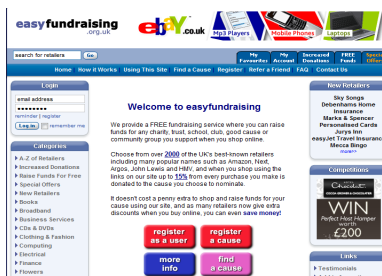 easyfundraising
.org.uk
ebay.co.uk
Mp3 Players
Mobile Phones
Laptops
search for retailers
Go
My Favourites
My Account
Increased Donations
FREE Funds
Special Offers
Home How it Works Using This Site Find a Cause Register Refer a Friend FAQ Contact Us
Login
email address
reminder | register
Log in remember me
Categories
A-Z of Retailers
Increased Donations
Raise Funds For Free
Special Offers
New Retailers
Books
Broadband
Business Services
CDs & DVDs
Clothing & Fashion
Computing
Electrical
Finance
Flowers
Welcome to easyfundraising
We provide a FREE fundraising service where you can raise
funds for any charity, trust, school, club, good cause or
community group you support when you shop online.
Choose from over 2000 of the UK's best-known retailers
including many popular names such as Amazon, Next,
Argos, John Lewis and HMV, and when you shop using the
links on our site up to 15% from every purchase you make is
donated to the cause you choose to nominate.
It doesn't cost a penny extra to shop and raise funds for your
cause using our site, and as many retailers now give extra
discounts when you buy online, you can even save money!
register
as a user
register
a cause
more
info
find
a cause
New Retailers
Sky Songs
Debenhams Home
Insurance
Marks & Spencer
Personalised Cards
Jurys Inn
easyJet Travel Insurance
Mecca Bingo
more>>
Competitions
WIN
Perfect Host Hamper
worth
£200
Links
Testimonials